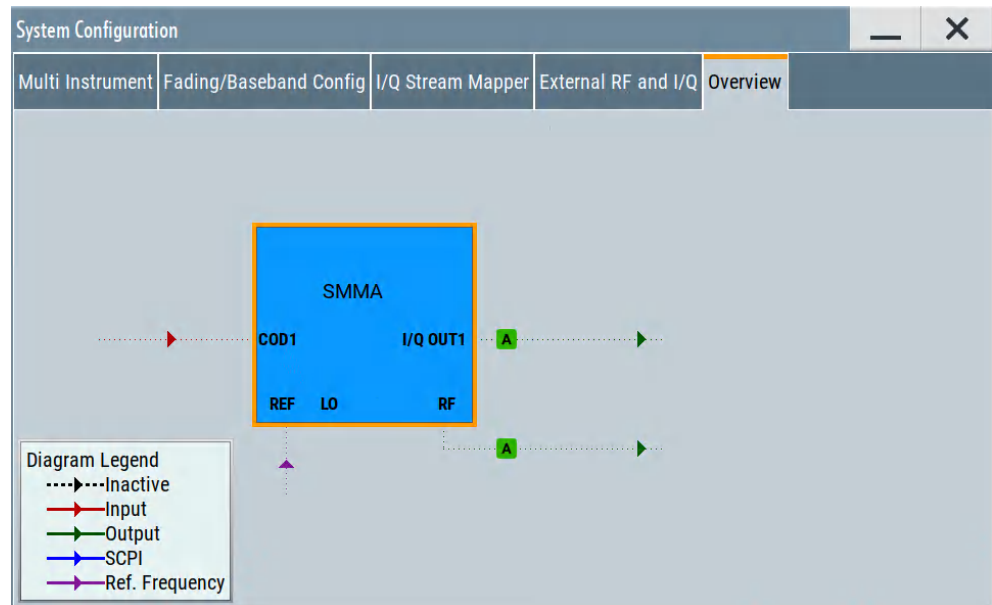 System Configuration
Multi Instrument Fading/Baseband Config I/Q Stream Mapper External RF and I/Q Overview
SMMA
COD1 I/Q OUT1 A
REF LO RF
A
Diagram Legend
Inactive
Input
Output
SCPI
Ref. Frequency